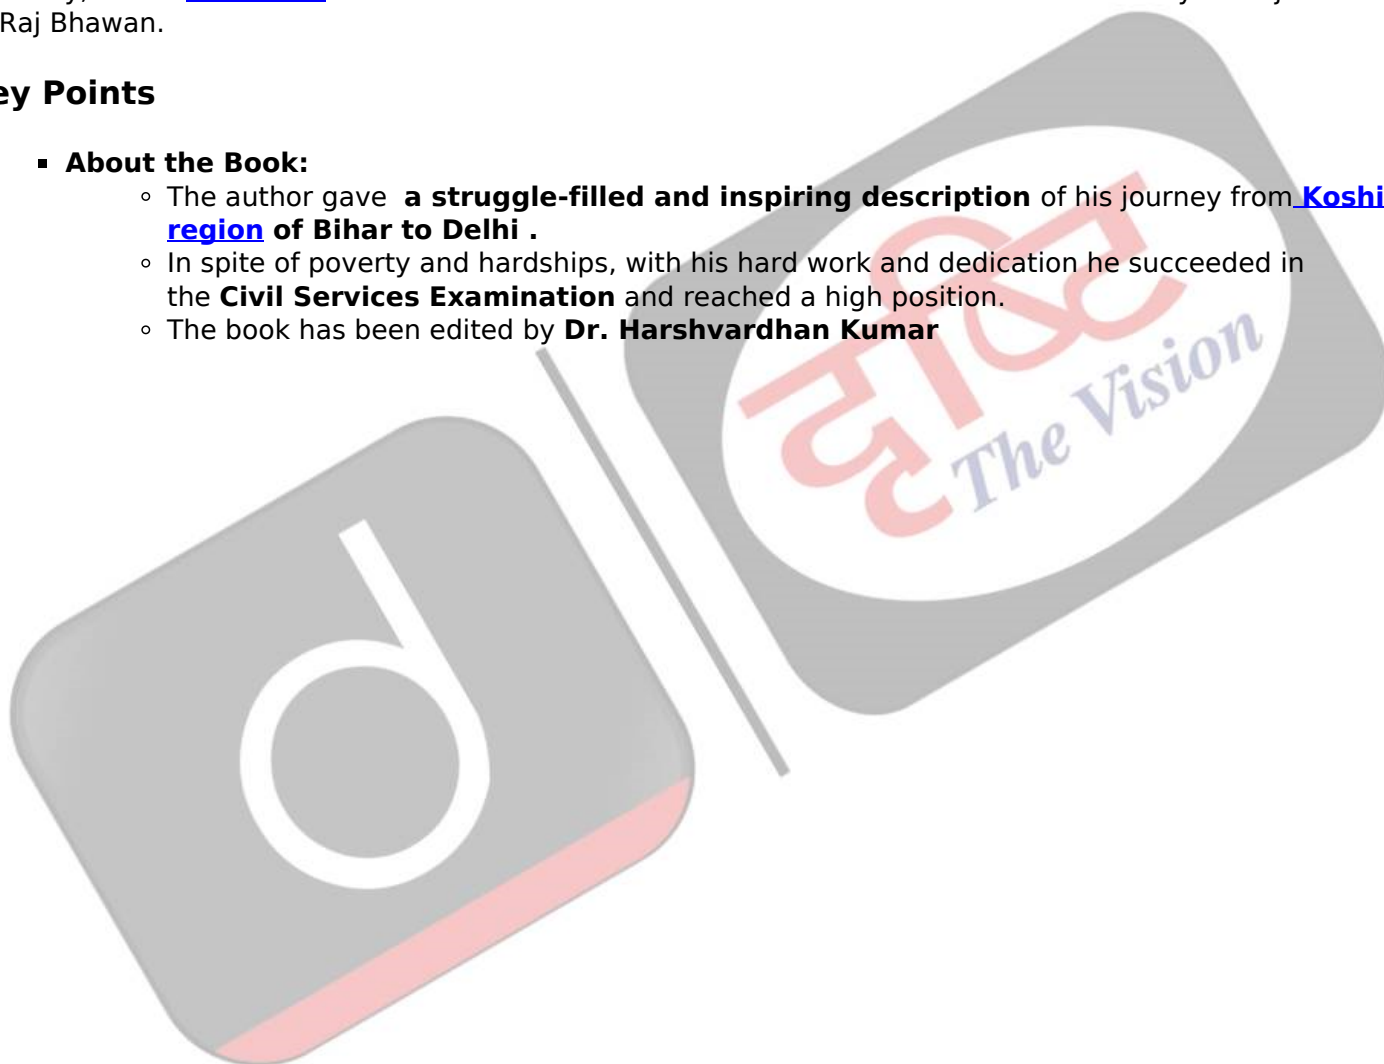 Raj Bhawan.
ey Points
▪ About the Book:
◦ The author gave a struggle-filled and inspiring description of his journey from Koshi
region of Bihar to Delhi .
◦ In spite of poverty and hardships, with his hard work and dedication he succeeded in
the Civil Services Examination and reached a high position.
◦ The book has been edited by Dr. Harshvardhan Kumar
दृष्टि
The Vision
d